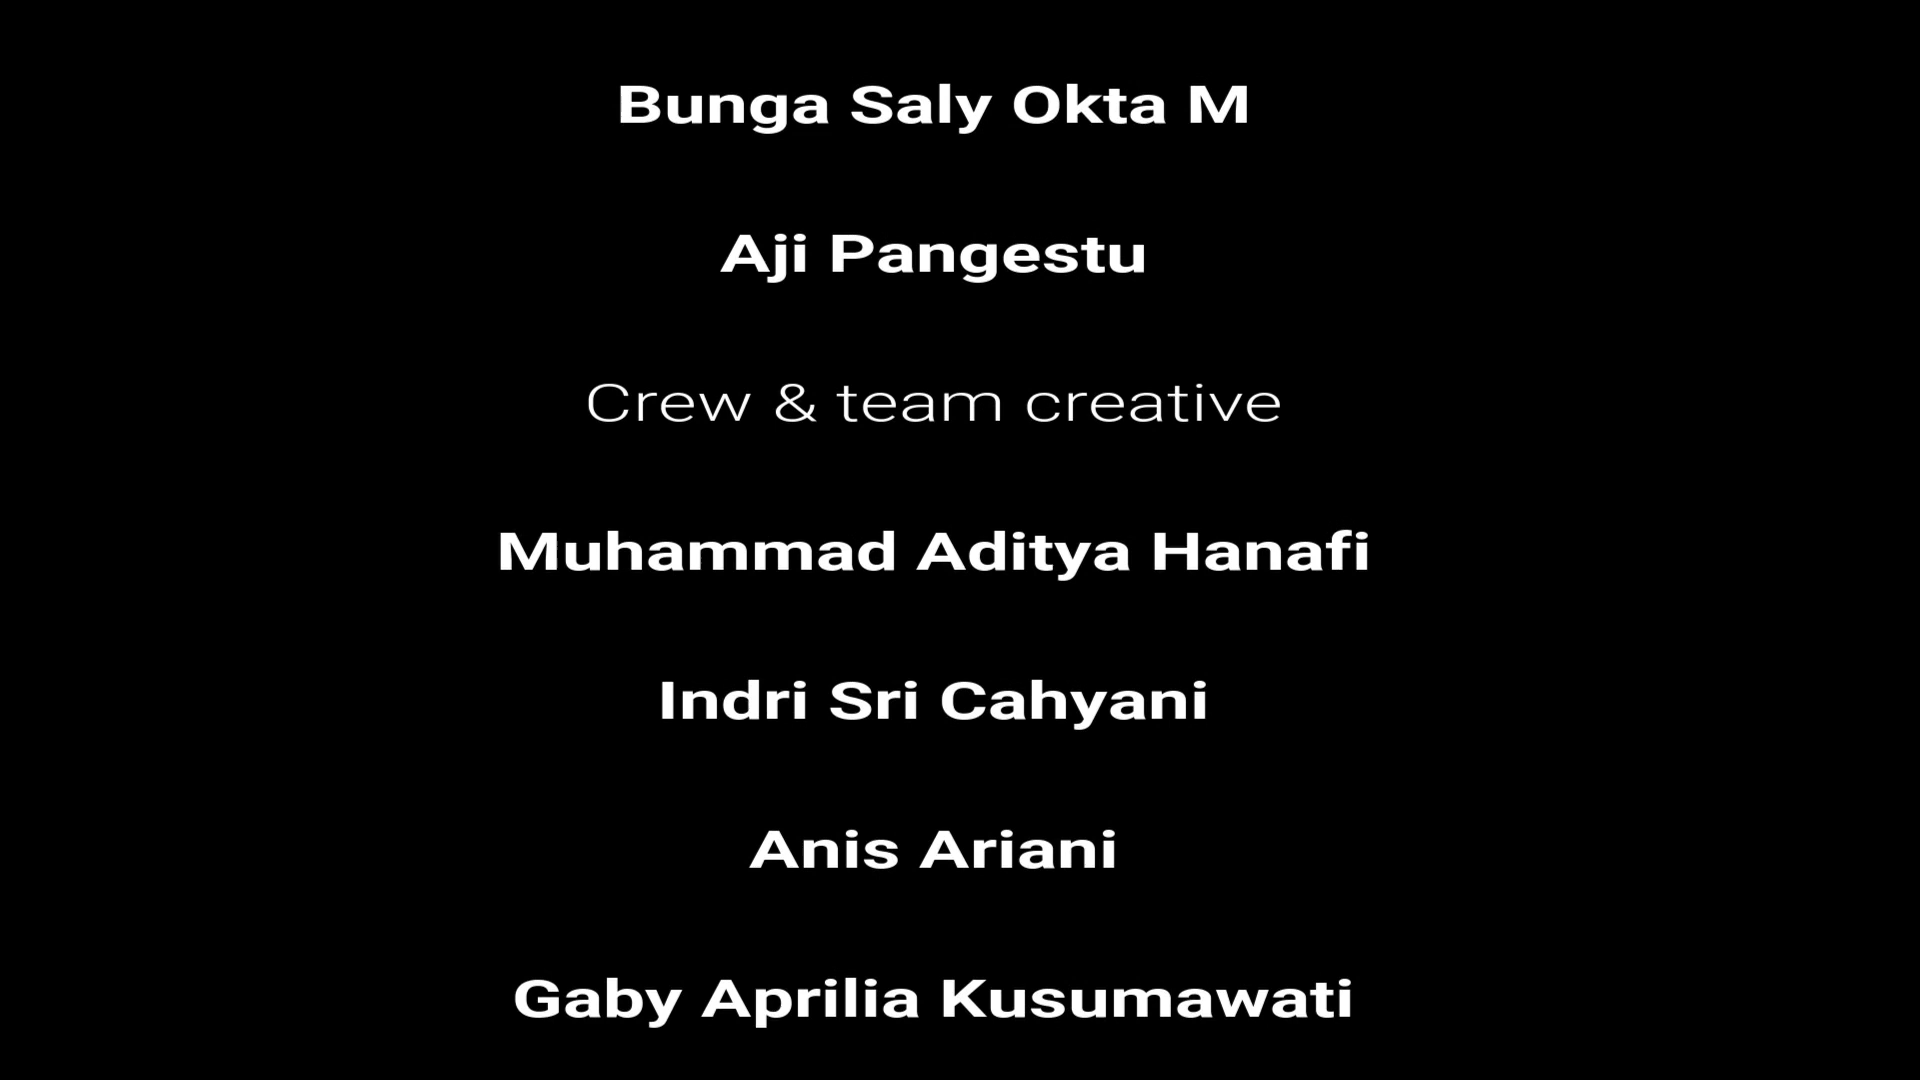 Bunga Saly Okta M
Aji Pangestu
Crew & team creative
Muhammad Aditya Hanafi
Indri Sri Cahyani
Anis Ariani
Gaby Aprilia Kusumawati